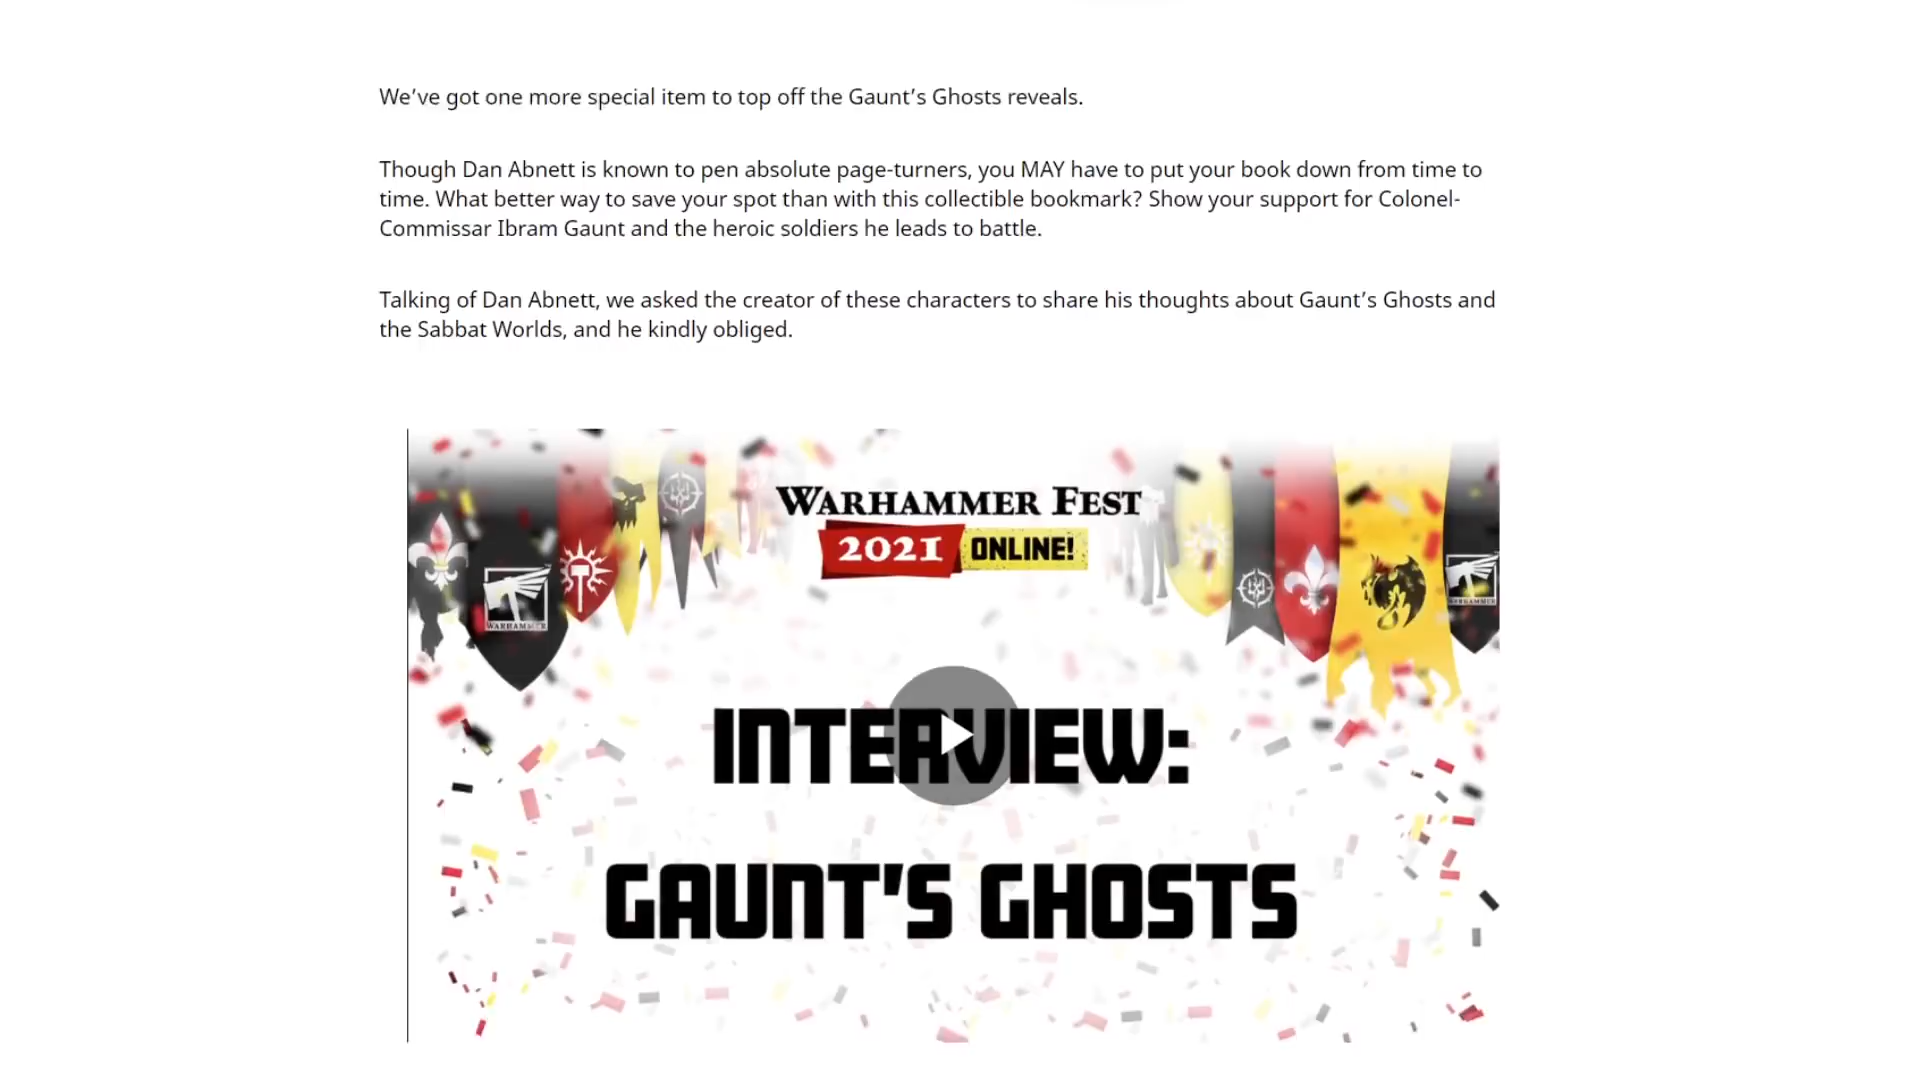 We've got one more special item to top off the Gaunt's Ghosts reveals.
Though Dan Abnett is known to pen absolute page-turners, you MAY have to put your book down from time to
time. What better way to save your spot than with this collectible bookmark? Show your support for Colonel-
Commissar Ibram Gaunt and the heroic soldiers he leads to battle.
Talking of Dan Abnett, we asked the creator of these characters to share his thoughts about Gaunt's Ghosts and
the Sabbat Worlds, and he kindly obliged.
WARHAMMER FEST
2021 ONLINE!
WARHAMMER
WARHAMMER
INTERVIEW:
GAUNT'S GHOSTS